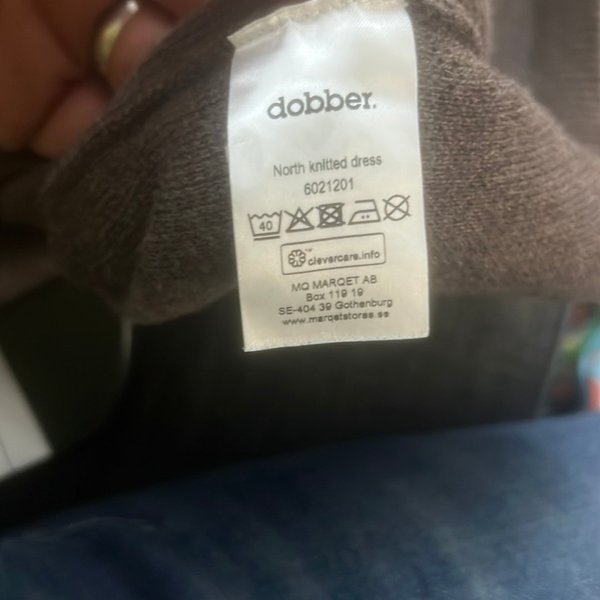 dobber.
North knitted dress
6021201
40
clevercare.info
MQ MARQET AB
Box 119 19
SE-404 39 Gothenburg
www.marqetstores.se